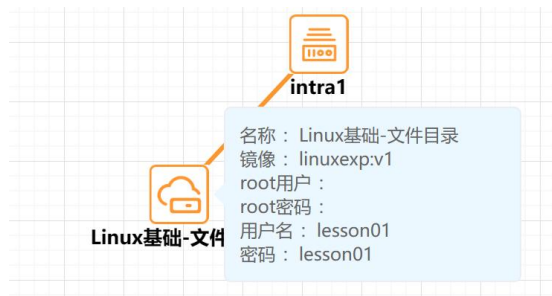 intra1
名称： Linux基础-文件目录
镜像： linuxexp:v1
root用户：
root密码：
用户名： lesson01
密码： lesson01
Linux基础-文件